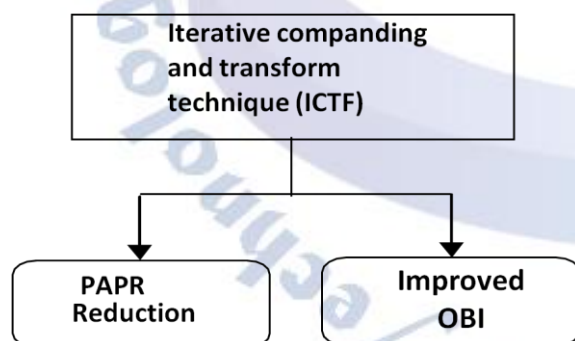 Iterative companding
and transform
technique (ICTF)
PAPR
Reduction
Improved
OBI